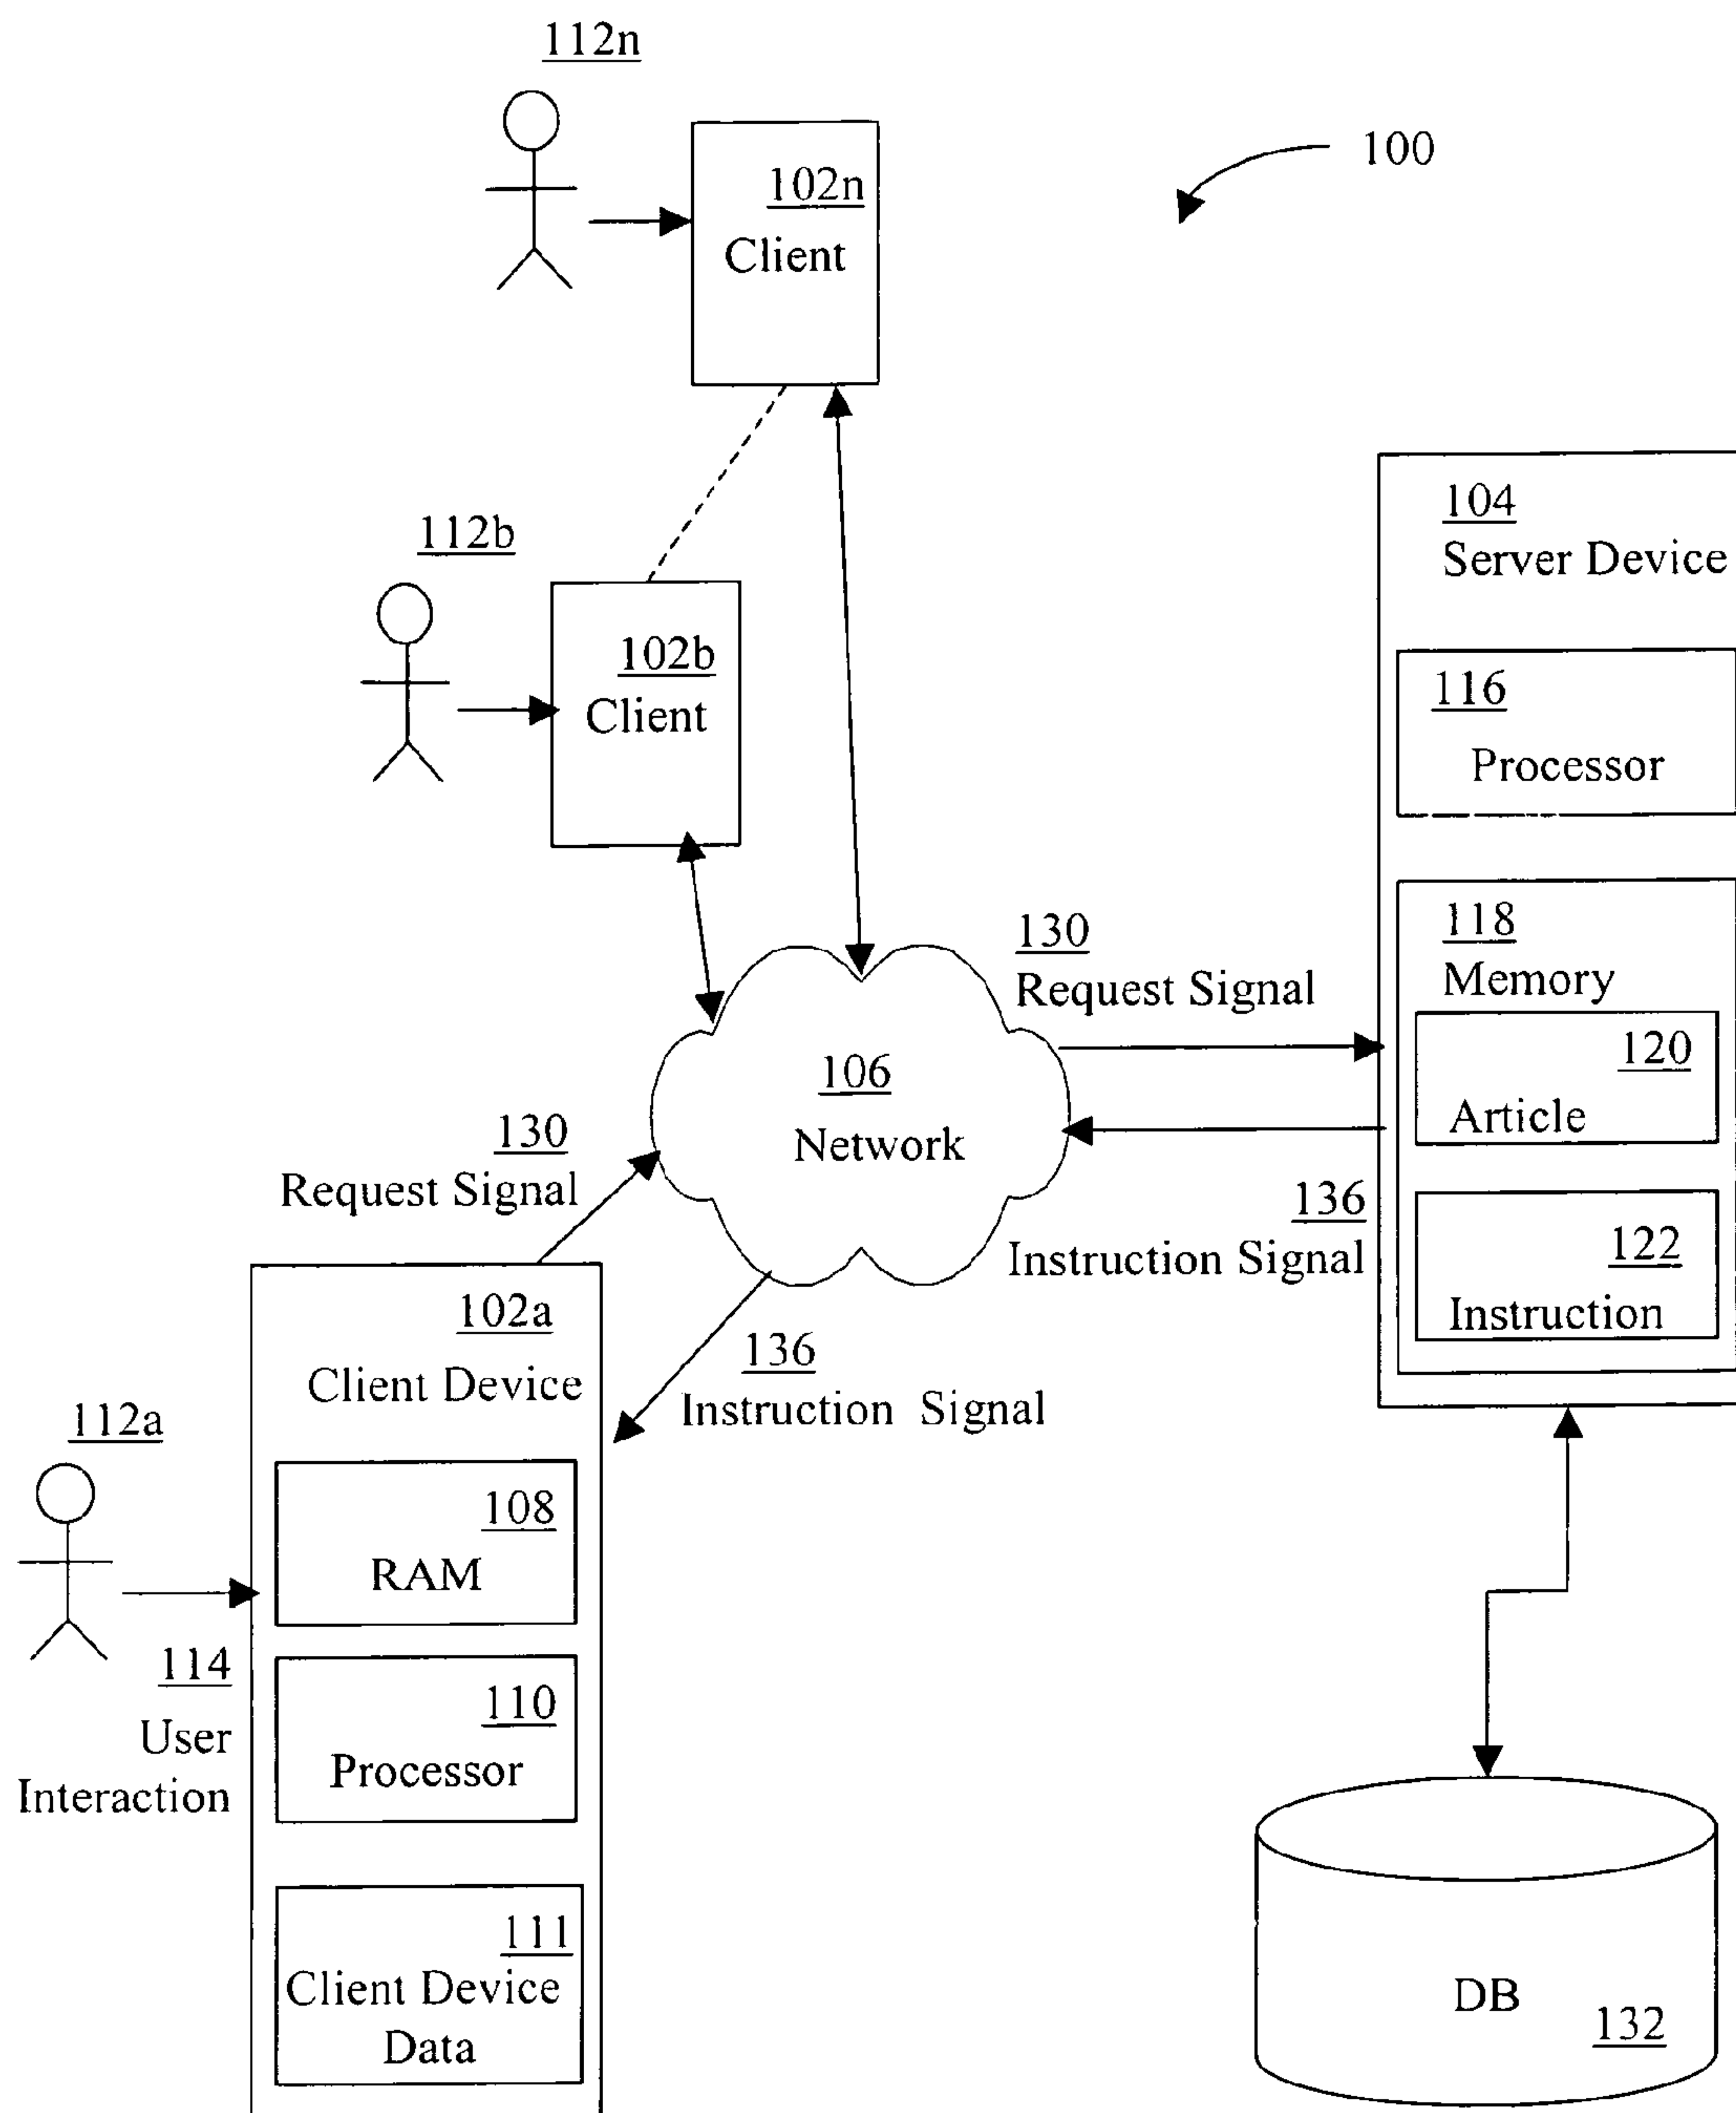 112n
100
102n
Client
104
Server Device
112b
102b
Client
116
Processor
118
Memory
130
Request Signal
120
Article
106
Network
130
Request Signal
136
Instruction Signal
122
Instruction
102a
Client Device
136
Instruction Signal
112a
108
RAM
114
User
Interaction
110
Processor
111
Client Device
Data
DB
132